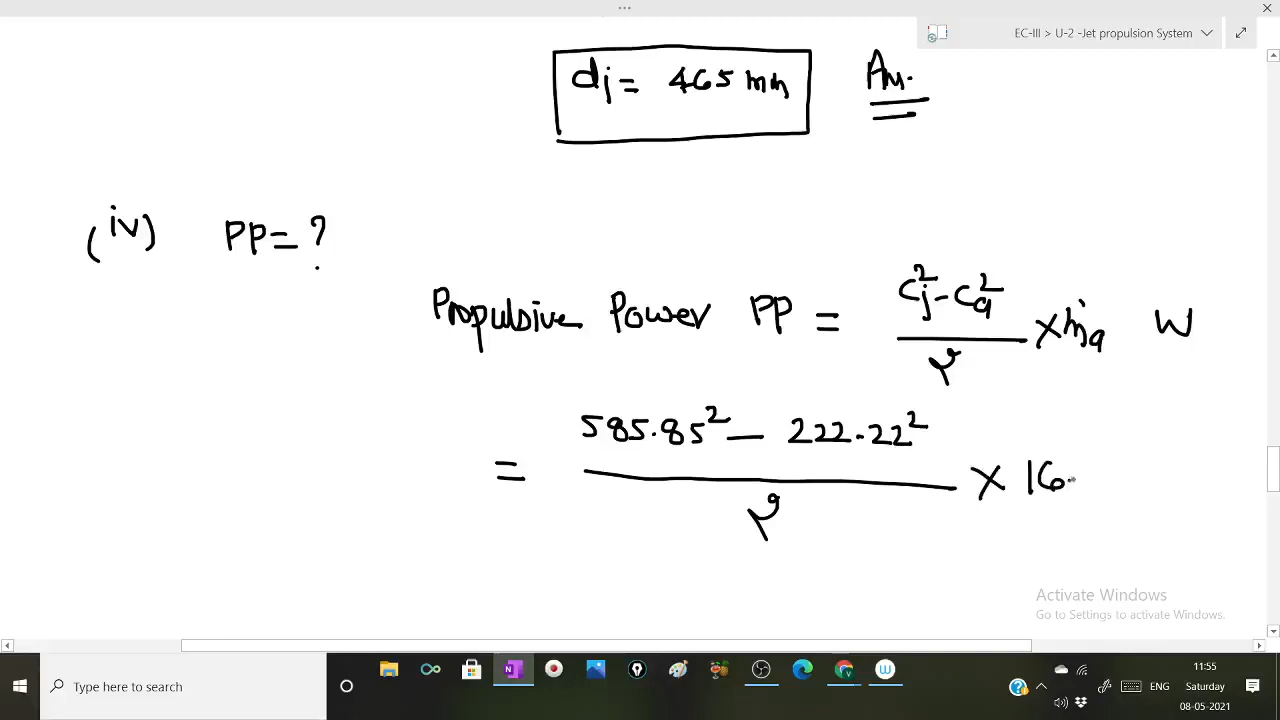 EC-III > U-2 -Jet propulsion System
dj = 465 mm Ans.
(iv) PP = ?
Propulsive Power PP = (Cj² - Ca²) / 2 × ṁa W
= (585.85² - 222.22²) / 2 × 16.
Activate Windows
Go to Settings to activate Windows.
Type here to search
ENG
11:55
Saturday
08-05-2021